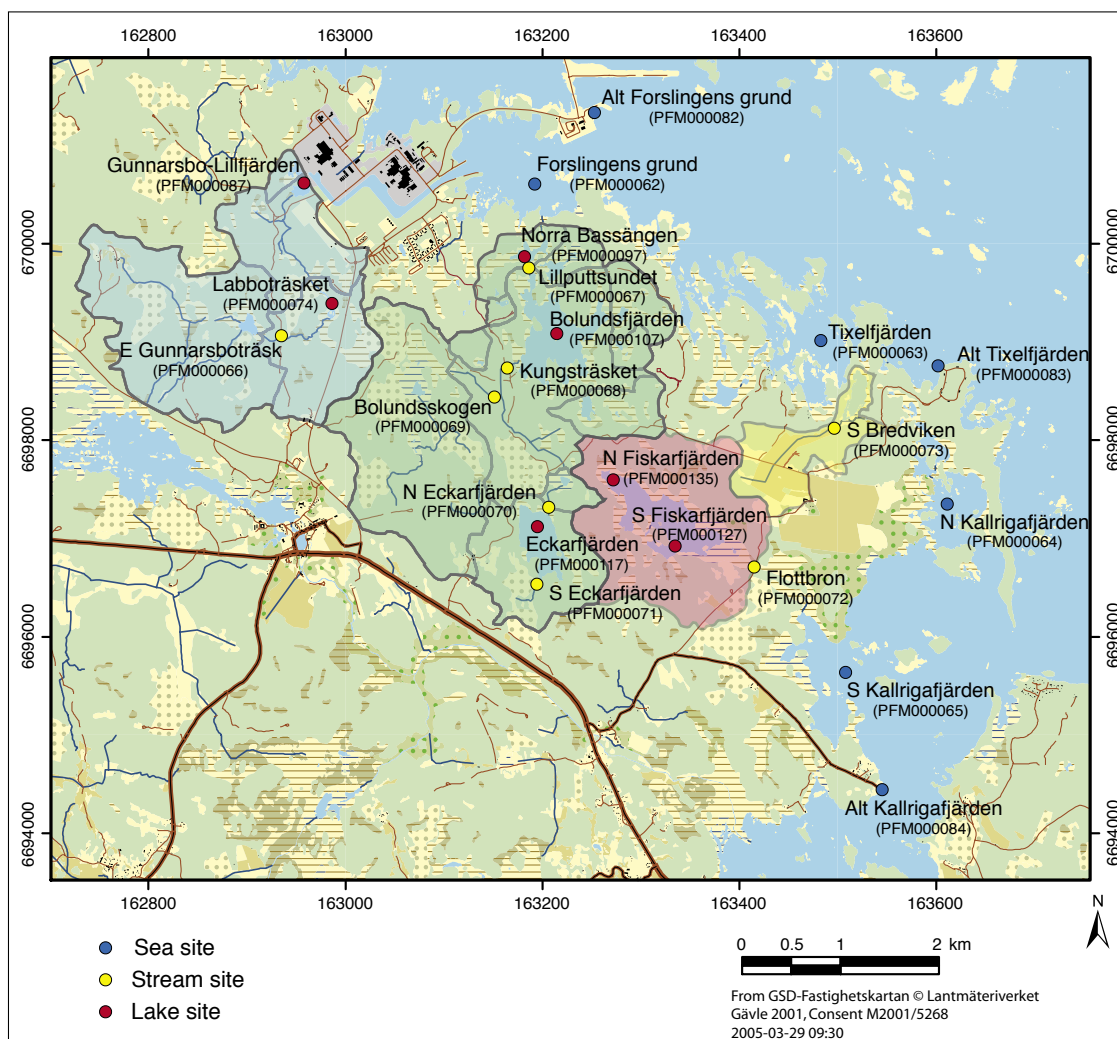 162800 163000 163200 163400 163600
Alt Forslingens grund
(PFM000082)
Gunnarsbo-Lillfjärden
(PFM000087)
Forslingens grund
(PFM000062)
6700000
6700000
Norra Bassängen
(PFM000097)
Lillputtsundet
(PFM000067)
Labboträsket
(PFM000074)
Bolundsfjärden
(PFM000107)
Tixelfjärden
(PFM000063)
E Gunnarsboträsk
(PFM000066)
Alt Tixelfjärden
(PFM000083)
Kungsträsket
(PFM000068)
Bolundsskogen
(PFM000069)
S Bredviken
(PFM000073)
6698000
6698000
N Fiskarfjärden
(PFM000135)
N Eckarfjärden
(PFM000070)
S Fiskarfjärden
(PFM000127)
N Kallrigafjärden
(PFM000064)
Eckarfjärden
(PFM000117)
Flottbron
(PFM000072)
S Eckarfjärden
(PFM000071)
6696000
6696000
S Kallrigafjärden
(PFM000065)
Alt Kallrigafjärden
(PFM000084)
6694000
6694000
162800 163000 163200 163400 163600
N
Sea site
Stream site
Lake site
0 0.5 1 2 km
From GSD-Fastighetskartan © Lantmäteriverket
Gävle 2001, Consent M2001/5268
2005-03-29 09:30